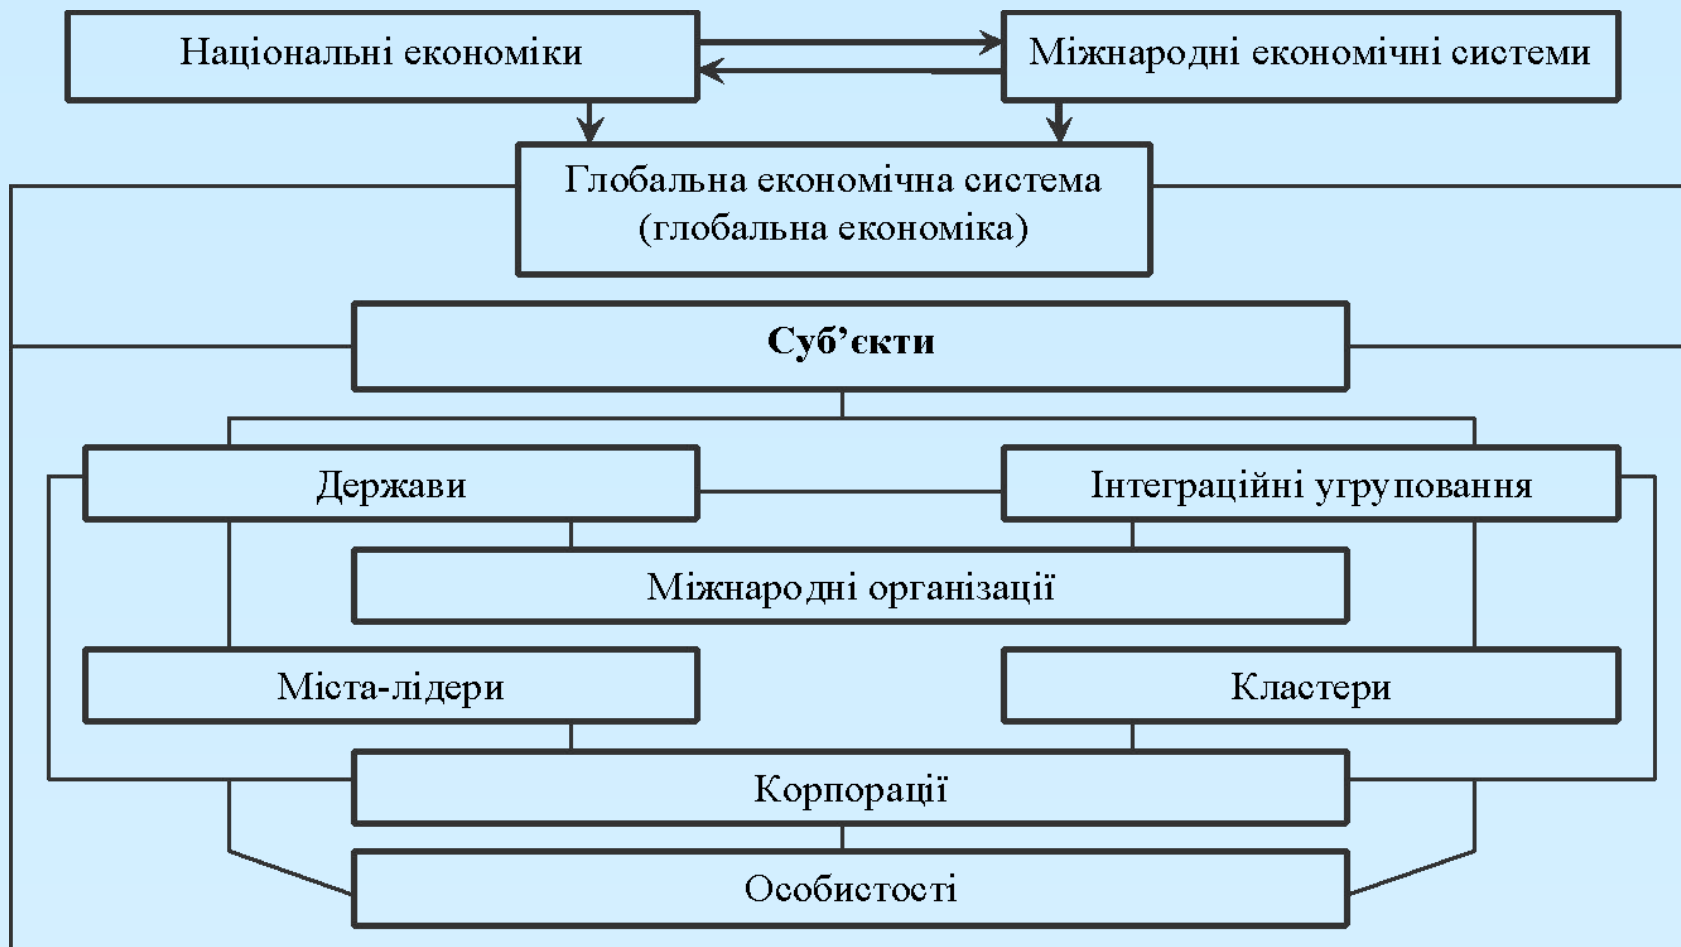 Національні економіки
Міжнародні економічні системи
Глобальна економічна система
(глобальна економіка)
Суб’єкти
Держави
Інтеграційні угруповання
Міжнародні організації
Міста-лідери
Кластери
Корпорації
Особистості